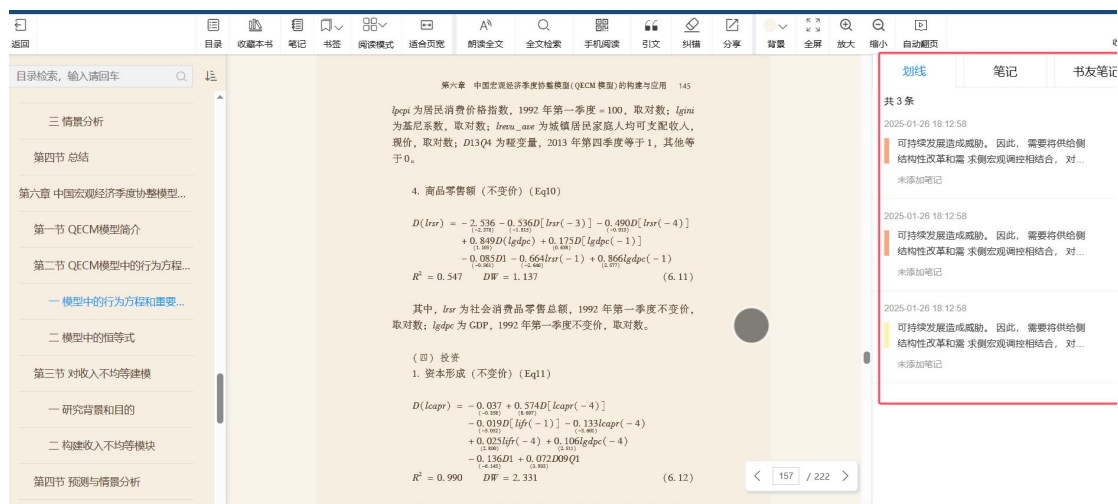 返回
目录
收藏本书
笔记
书签
阅读模式
适合页宽
朗读全文
全文检索
手机阅读
引文
纠错
分享
背景
全屏
放大
缩小
自动翻页
目录检索，输入请回车
三 情景分析
第四节 总结
第六章 中国宏观经济季度协整模型...
第一节 QECM模型简介
第二节 QECM模型中的行为方程...
一 模型中的行为方程和重要...
二 模型中的恒等式
第三节 对收入不均等建模
一 研究背景和目的
二 构建收入不均等模块
第四节 预测与情景分析
第六章 中国宏观经济季度协整模型(QECM 模型)的构建与应用 145
lpcpi 为居民消费价格指数，1992 年第一季度 = 100，取对数；lgini
为基尼系数，取对数；lrevu_ave 为城镇居民家庭人均可支配收入，
现价，取对数；D13Q4 为哑变量，2013 年第四季度等于 1，其他等
于 0。
4. 商品零售额（不变价）(Eq10)
D(lrsr) = - 2.536 - 0.536D[lrsr(-3)] - 0.490D[lrsr(-4)]
+ 0.849D(lgdpc) + 0.175D[lgdpc(-1)]
- 0.085D1 - 0.664lrsr(-1) + 0.866lgdpc(-1)
R² = 0.547 DW = 1.137 (6.11)
其中，lrsr 为社会消费品零售总额，1992 年第一季度不变价，
取对数；lgdpc 为 GDP，1992 年第一季度不变价，取对数。
(四) 投资
1. 资本形成（不变价）(Eq11)
D(lcapr) = - 0.037 + 0.574D[lcapr(-4)]
- 0.019D[lifr(-1)] - 0.133lcapr(-4)
+ 0.025lifr(-4) + 0.106lgdpc(-4)
- 0.136D1 + 0.072D09Q1
R² = 0.990 DW = 2.331 (6.12)
157 / 222
划线
笔记
书友笔记
共 3 条
2025-01-26 18:12:58
可持续发展造成威胁。 因此， 需要将供给侧
结构性改革和需 求侧宏观调控相结合， 对...
未添加笔记
2025-01-26 18:12:58
可持续发展造成威胁。 因此， 需要将供给侧
结构性改革和需 求侧宏观调控相结合， 对...
未添加笔记
2025-01-26 18:12:58
可持续发展造成威胁。 因此， 需要将供给侧
结构性改革和需 求侧宏观调控相结合， 对...
未添加笔记